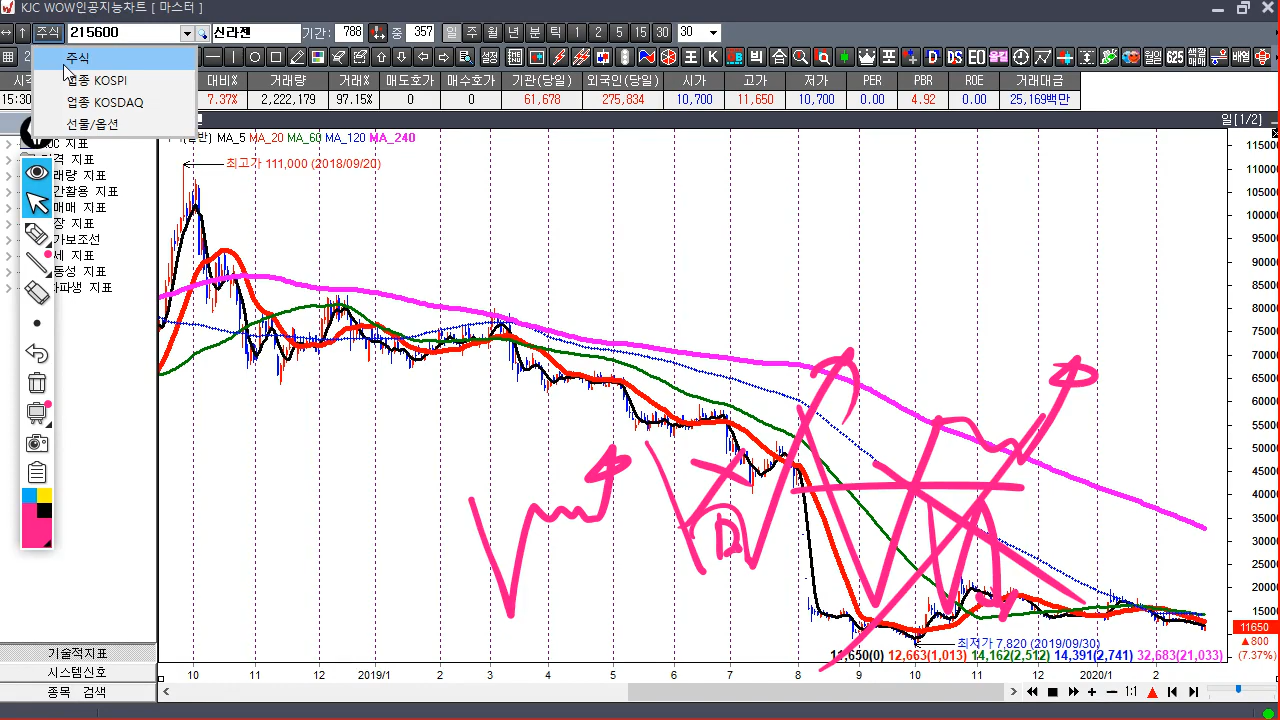 KJC WOW인공지능차트 [ 마스터 ]
주식 215600 신라젠 기간: 788 중 357 일 주 월 분 년 틱 1 3 5 15 30 30
주식
업종 KOSPI
업종 KOSDAQ
선물/옵션
대비% 거래량 거래% 매도호가 매수호가 기관(당일) 외국인(당일) 시가 고가 저가 PER PBR ROE 거래대금
15:30 7.37% 2,222,179 97.15% 0 0 61,678 275,834 10,700 11,650 10,700 0.00 4.92 0.00 25,169백만
일[1/2]
MA_5 MA_20 MA_60 MA_120 MA_240
최고가 111,000 (2018/09/20)
지표
지표
지표
지표
지표
지표
115000
110000
100000
95000
90000
85000
80000
75000
70000
65000
60000
55000
50000
45000
40000
35000
30000
25000
20000
15000
11650
▲800
(7.37%)
최저가 7,820 (2019/09/30)
11,650(0) 12,663(1,013) 14,162(2,512) 14,391(2,741) 32,683(21,033)
10 11 12 2019/1 2 3 4 5 6 7 8 9 10 11 12 2020/1 2
기술적지표
시스템신호
종목 검색
1:1